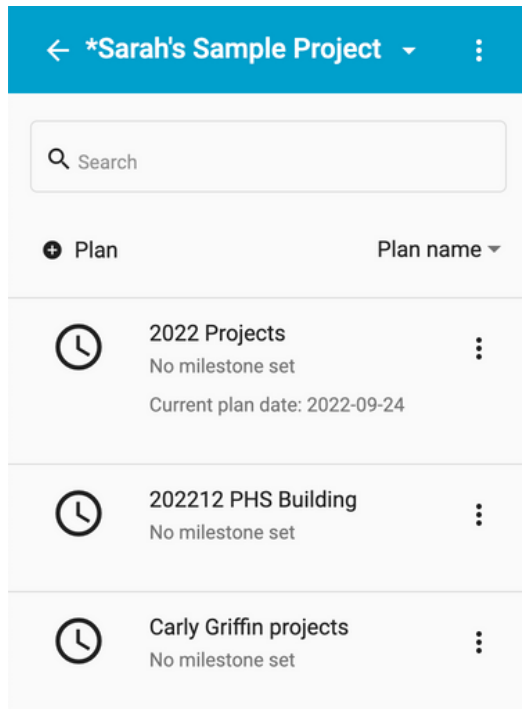 *Sarah's Sample Project
Search
Plan
Plan name
2022 Projects
No milestone set
Current plan date: 2022-09-24
202212 PHS Building
No milestone set
Carly Griffin projects
No milestone set